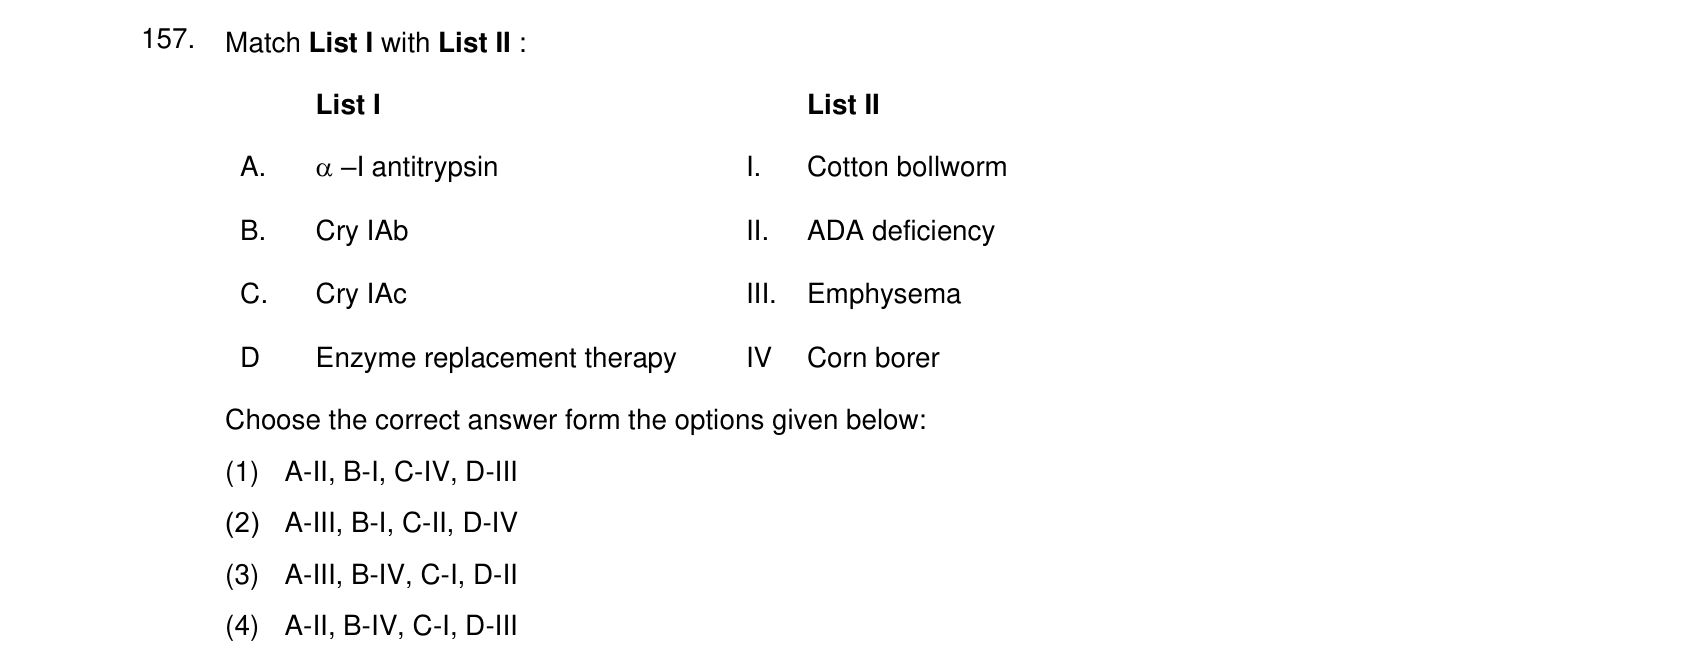 157. Match List I with List II :
List I List II
A. α –I antitrypsin I. Cotton bollworm
B. Cry IAb II. ADA deficiency
C. Cry IAc III. Emphysema
D Enzyme replacement therapy IV Corn borer
Choose the correct answer form the options given below:
(1) A-II, B-I, C-IV, D-III
(2) A-III, B-I, C-II, D-IV
(3) A-III, B-IV, C-I, D-II
(4) A-II, B-IV, C-I, D-III